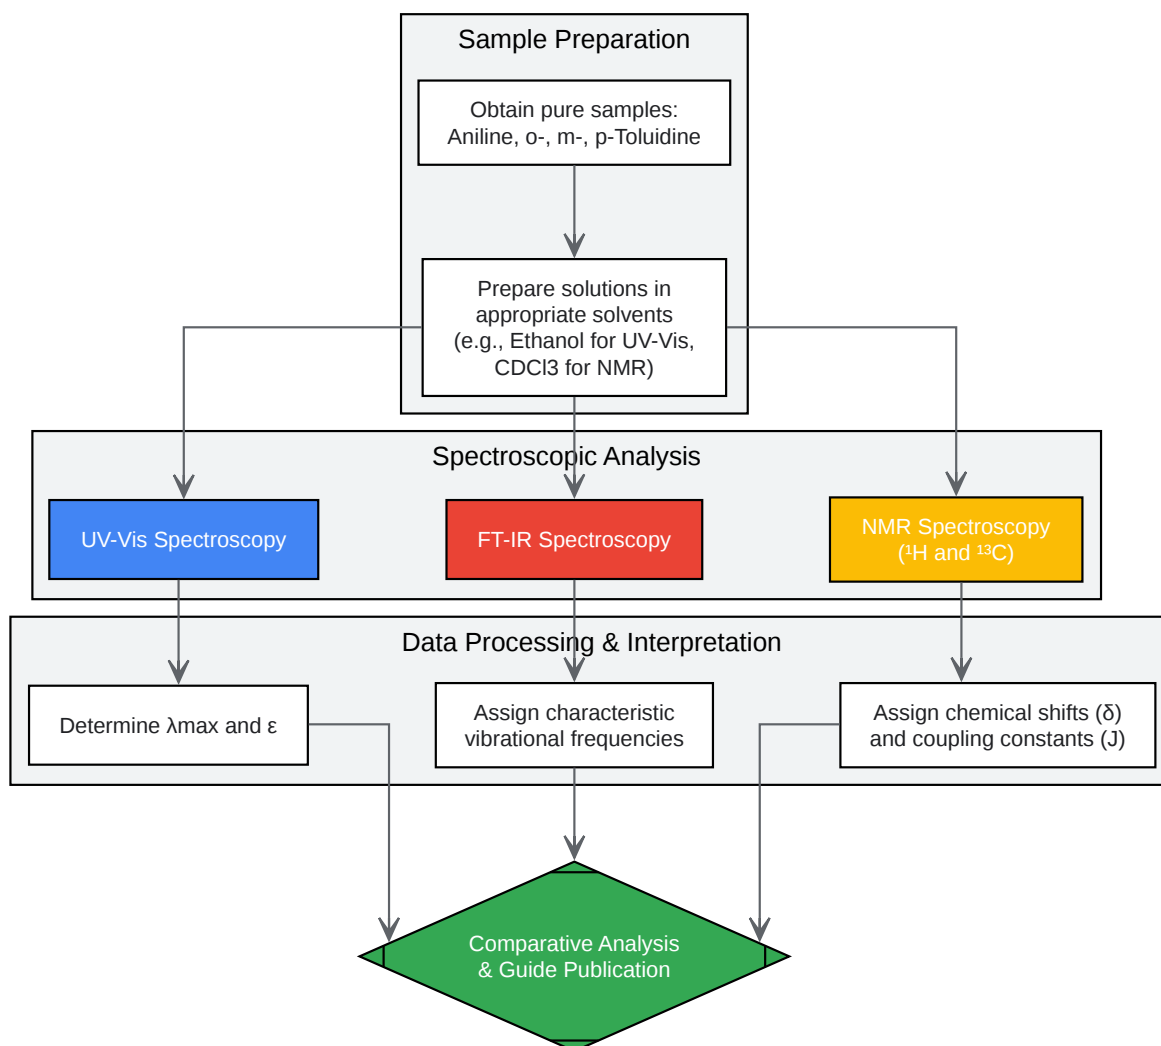 Sample Preparation
Obtain pure samples:
Aniline, o-, m-, p-Toluidine
Prepare solutions in
appropriate solvents
(e.g., Ethanol for UV-Vis,
CDCl3 for NMR)
Spectroscopic Analysis
UV-Vis Spectroscopy
FT-IR Spectroscopy
NMR Spectroscopy
(¹H and ¹³C)
Data Processing & Interpretation
Determine λmax and ε
Assign characteristic
vibrational frequencies
Assign chemical shifts (δ)
and coupling constants (J)
Comparative Analysis
& Guide Publication